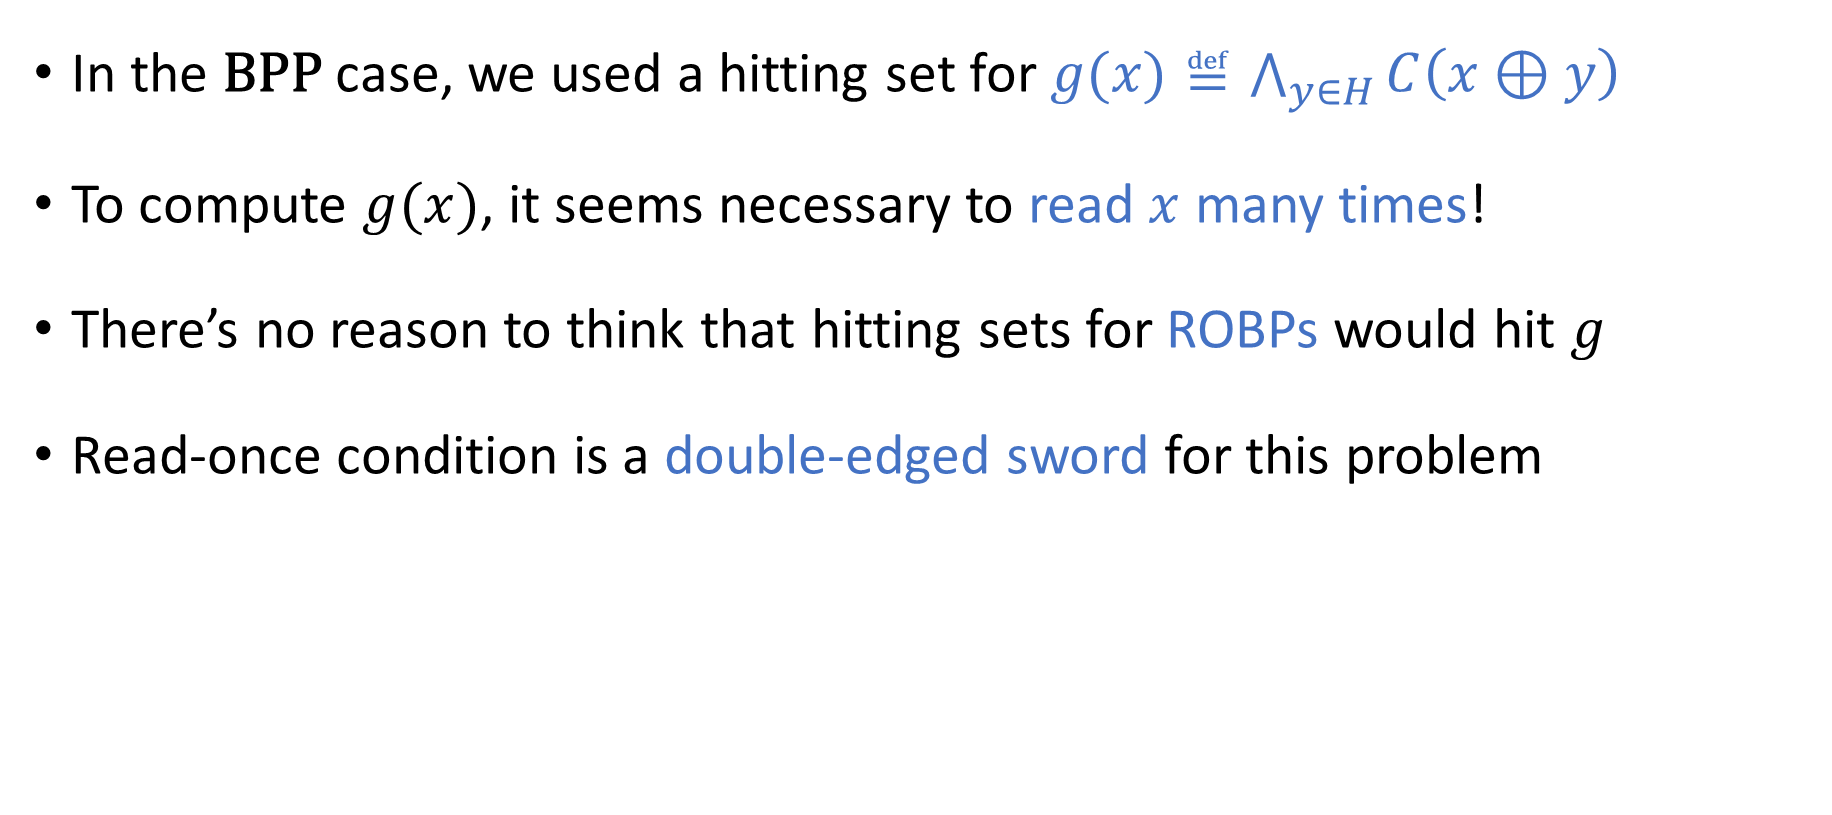 • In the BPP case, we used a hitting set for g(x) ≝ ⋀_{y∈H} C(x ⊕ y)
• To compute g(x), it seems necessary to read x many times!
• There’s no reason to think that hitting sets for ROBPs would hit g
• Read-once condition is a double-edged sword for this problem